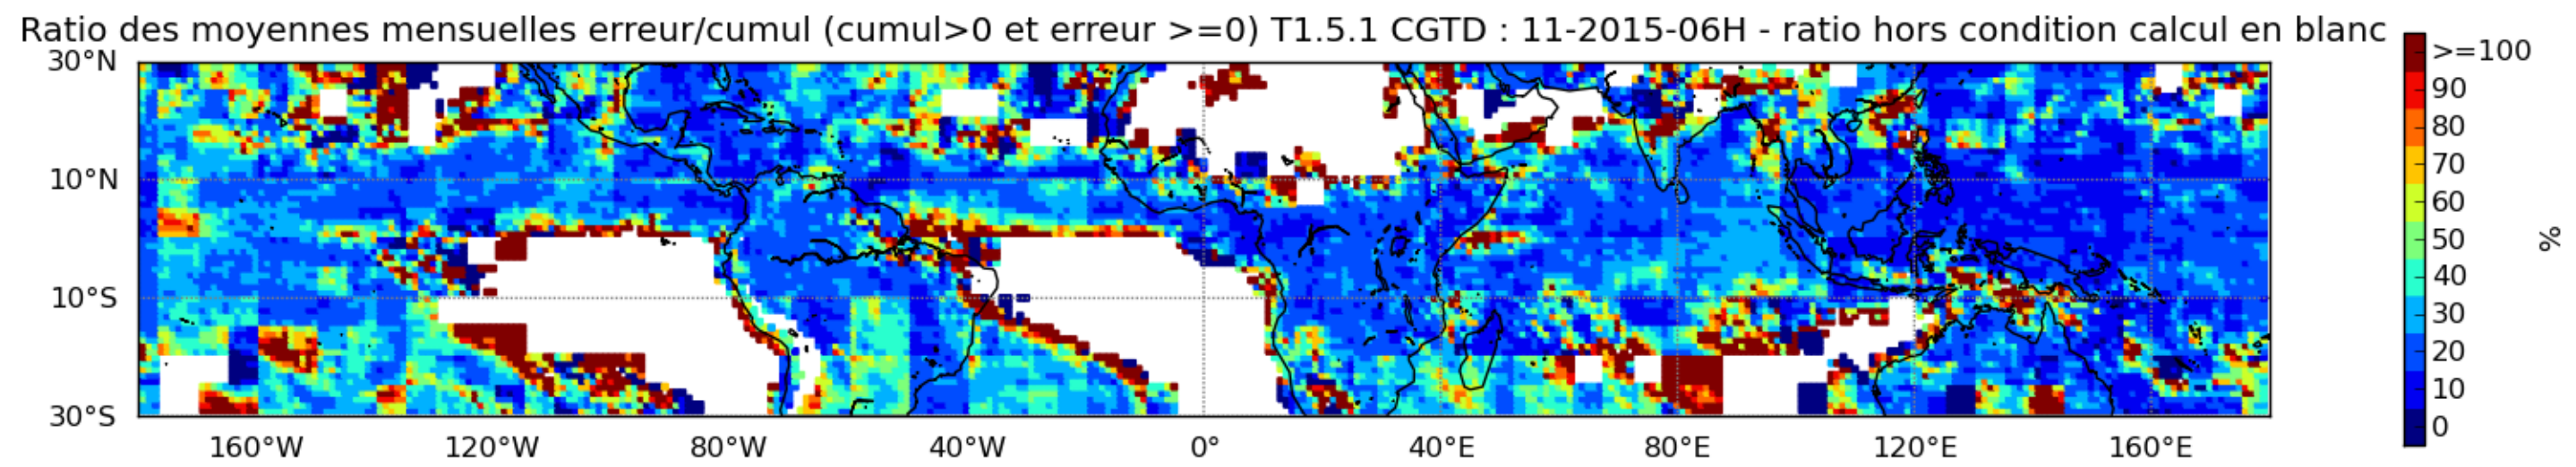 Ratio des moyennes mensuelles erreur/cumul (cumul>0 et erreur >=0) T1.5.1 CGTD : 11-2015-06H - ratio hors condition calcul en blanc
30°N
10°N
10°S
30°S
160°W 120°W 80°W 40°W 0° 40°E 80°E 120°E 160°E
>=100
90
80
70
60
50
40
30
20
10
0
%